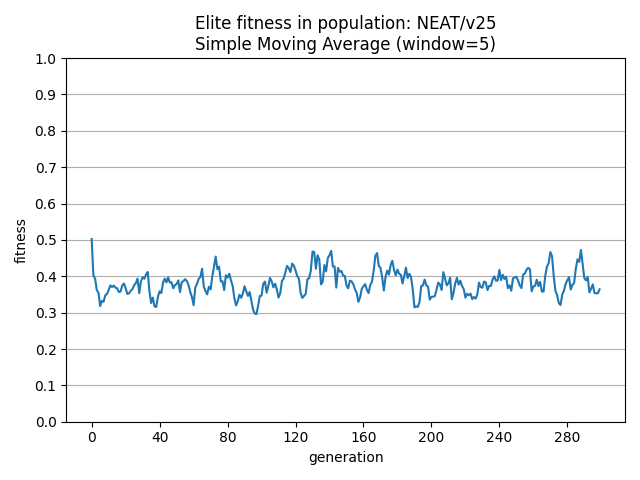 Elite fitness in population: NEAT/v25
Simple Moving Average (window=5)
1.0
0.9
0.8
0.7
0.6
0.5
0.4
0.3
0.2
0.1
0.0
fitness
0 40 80 120 160 200 240 280
generation